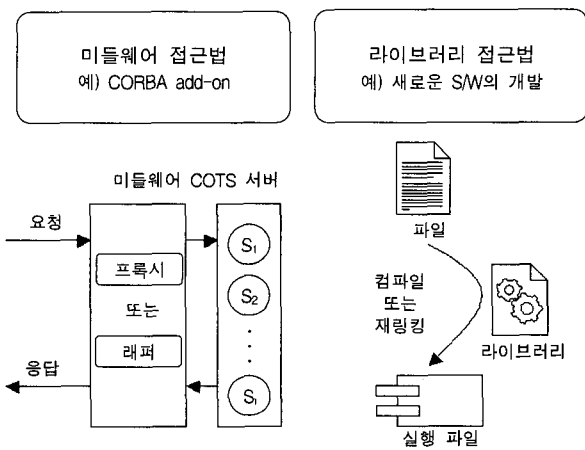 미들웨어 접근법
예) CORBA add-on
라이브러리 접근법
예) 새로운 S/W의 개발
미들웨어 COTS 서버
요청
프록시
또는
래퍼
응답
S₁
S₂
.
.
.
S₁
파일
컴파일
또는
재링킹
라이브러리
실행 파일